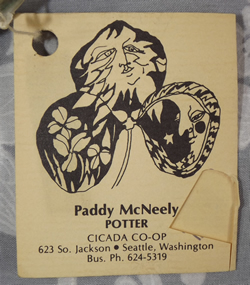 Paddy McNeely
POTTER
CICADA CO-OP
623 So. Jackson • Seattle, Washington
Bus. Ph. 624-5319